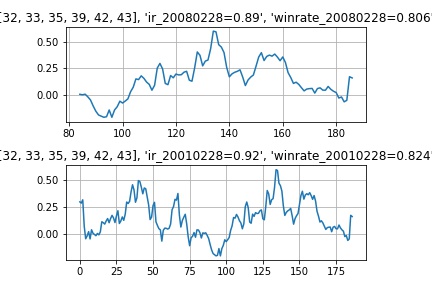 [32, 33, 35, 39, 42, 43], 'ir_20080228=0.89', 'winrate_20080228=0.806'
0.50
0.25
0.00
80 100 120 140 160 180
[32, 33, 35, 39, 42, 43], 'ir_20010228=0.92', 'winrate_20010228=0.824'
0.50
0.25
0.00
0 25 50 75 100 125 150 175